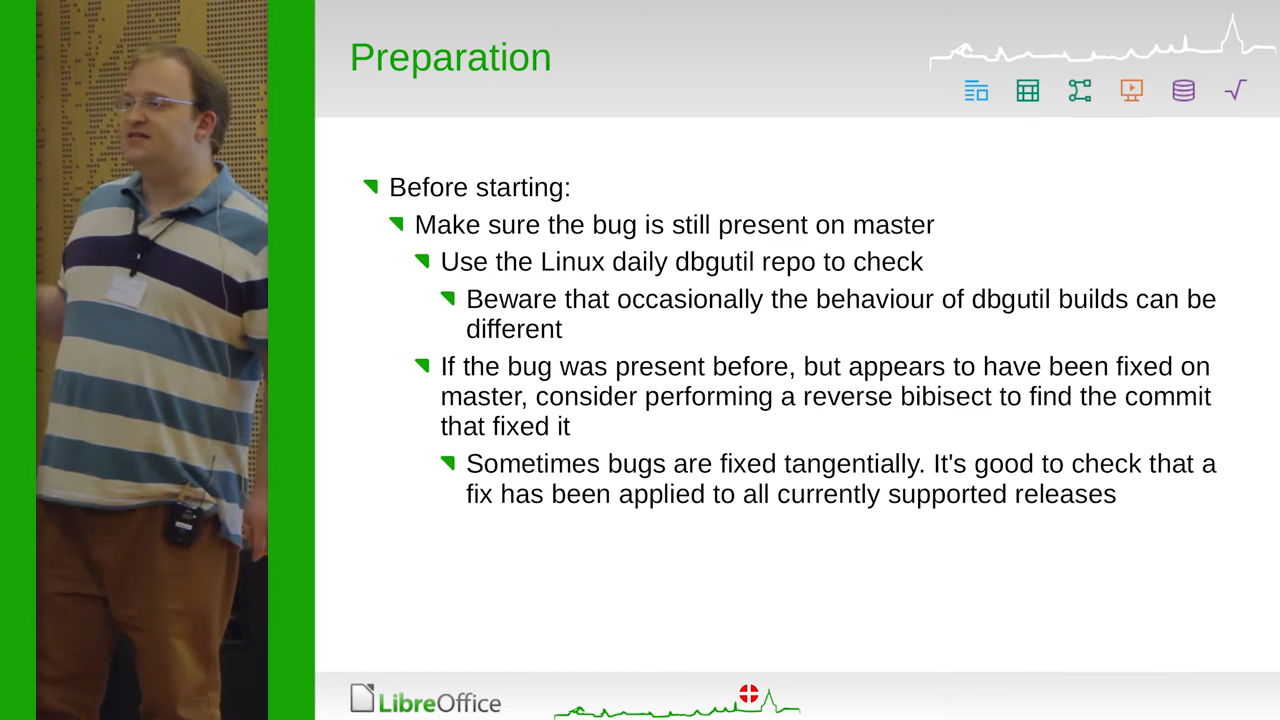 Preparation
Before starting:
Make sure the bug is still present on master
Use the Linux daily dbgutil repo to check
Beware that occasionally the behaviour of dbgutil builds can be
different
If the bug was present before, but appears to have been fixed on
master, consider performing a reverse bibisect to find the commit
that fixed it
Sometimes bugs are fixed tangentially. It's good to check that a
fix has been applied to all currently supported releases
LibreOffice